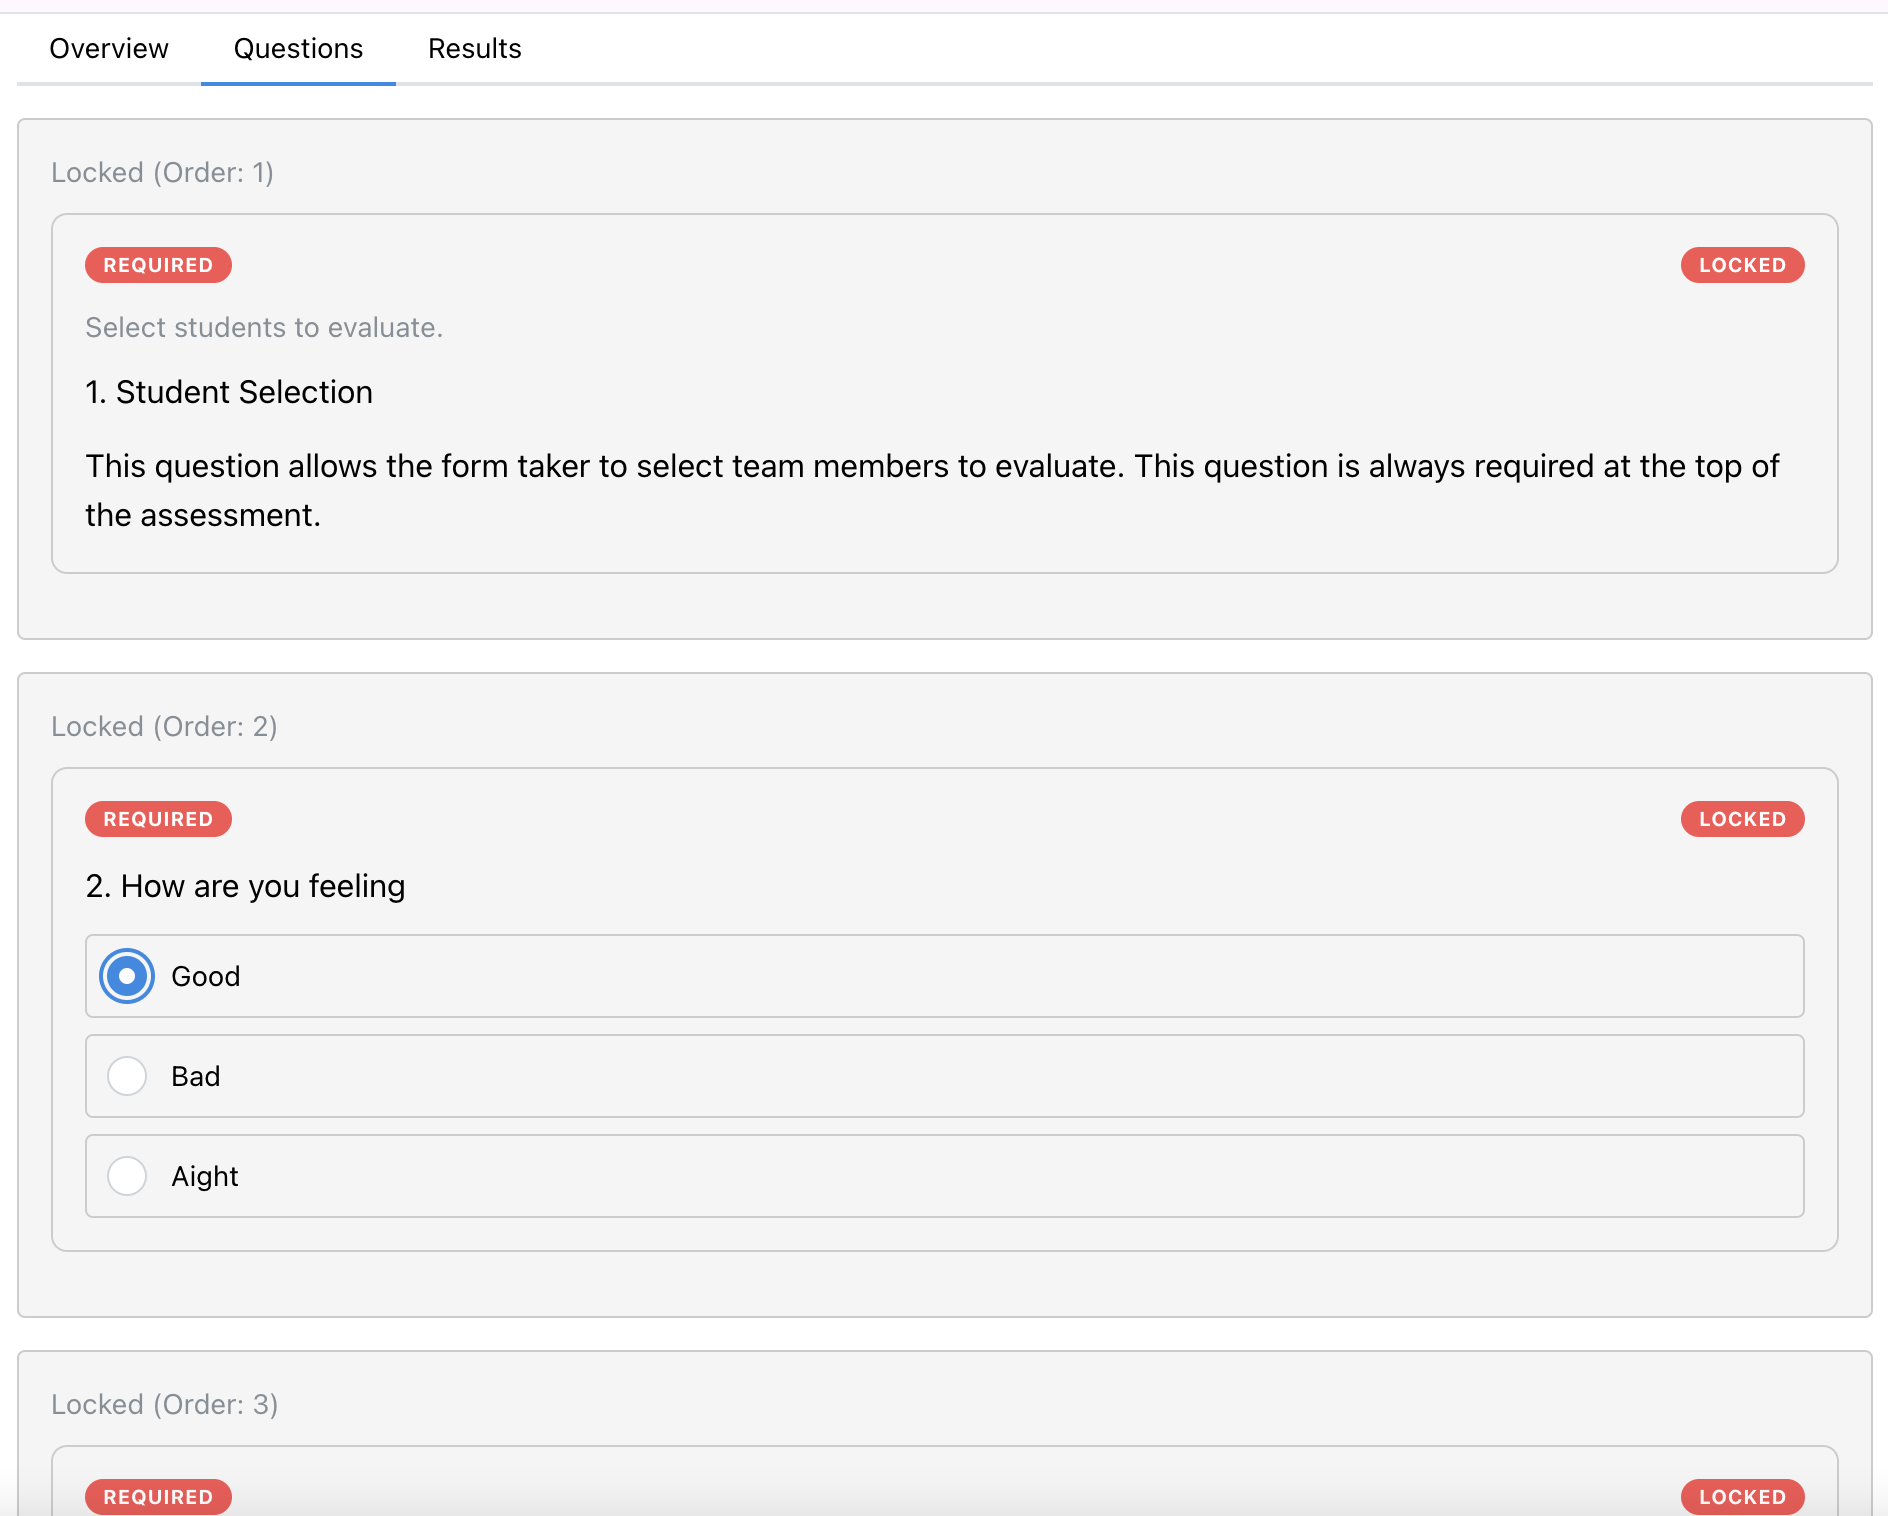 Overview Questions Results
Locked (Order: 1)
REQUIRED LOCKED
Select students to evaluate.
1. Student Selection
This question allows the form taker to select team members to evaluate. This question is always required at the top of
the assessment.
Locked (Order: 2)
REQUIRED LOCKED
2. How are you feeling
Good
Bad
Aight
Locked (Order: 3)
REQUIRED LOCKED